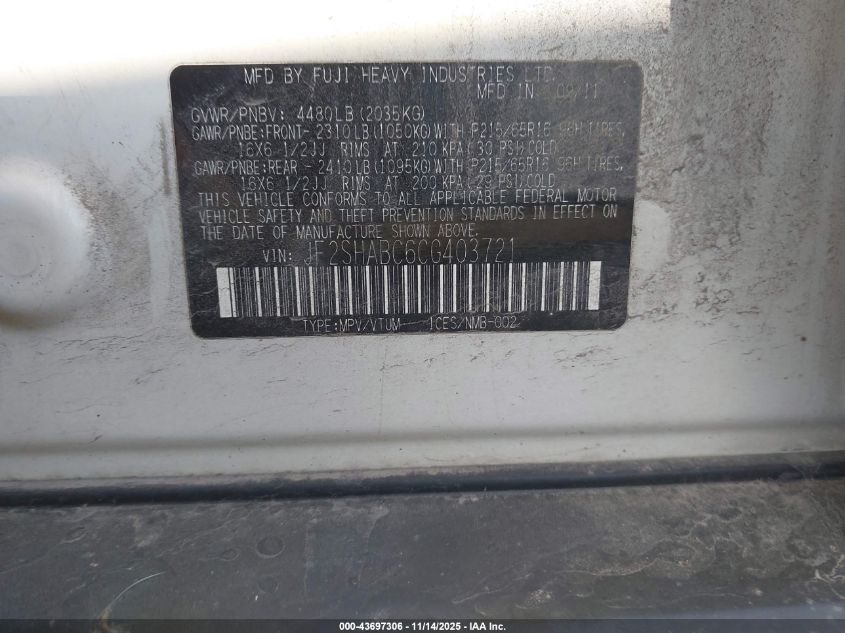 MFD BY FUJI HEAVY INDUSTRIES LTD.
MFD IN 09/11
GVWR/PNBV: 4480LB(2035KG)
GAWR/PNBE:FRONT- 2310LB(1050KG)WITH P215/65R16 96H TIRES,
16X6 1/2JJ RIMS AT 210 KPA(30 PSI)COLD.
GAWR/PNBE:REAR - 2410LB(1095KG)WITH P215/65R16 96H TIRES,
16X6 1/2JJ RIMS AT 200 KPA(29 PSI)COLD.
THIS VEHICLE CONFORMS TO ALL APPLICABLE FEDERAL MOTOR
VEHICLE SAFETY AND THEFT PREVENTION STANDARDS IN EFFECT ON
THE DATE OF MANUFACTURE SHOWN ABOVE.
VIN: JF2SHABC6CG403721
TYPE:MPV/VTUM ICES/NMB-002
000-43697306 | 11/14/2025 | IAA Inc.